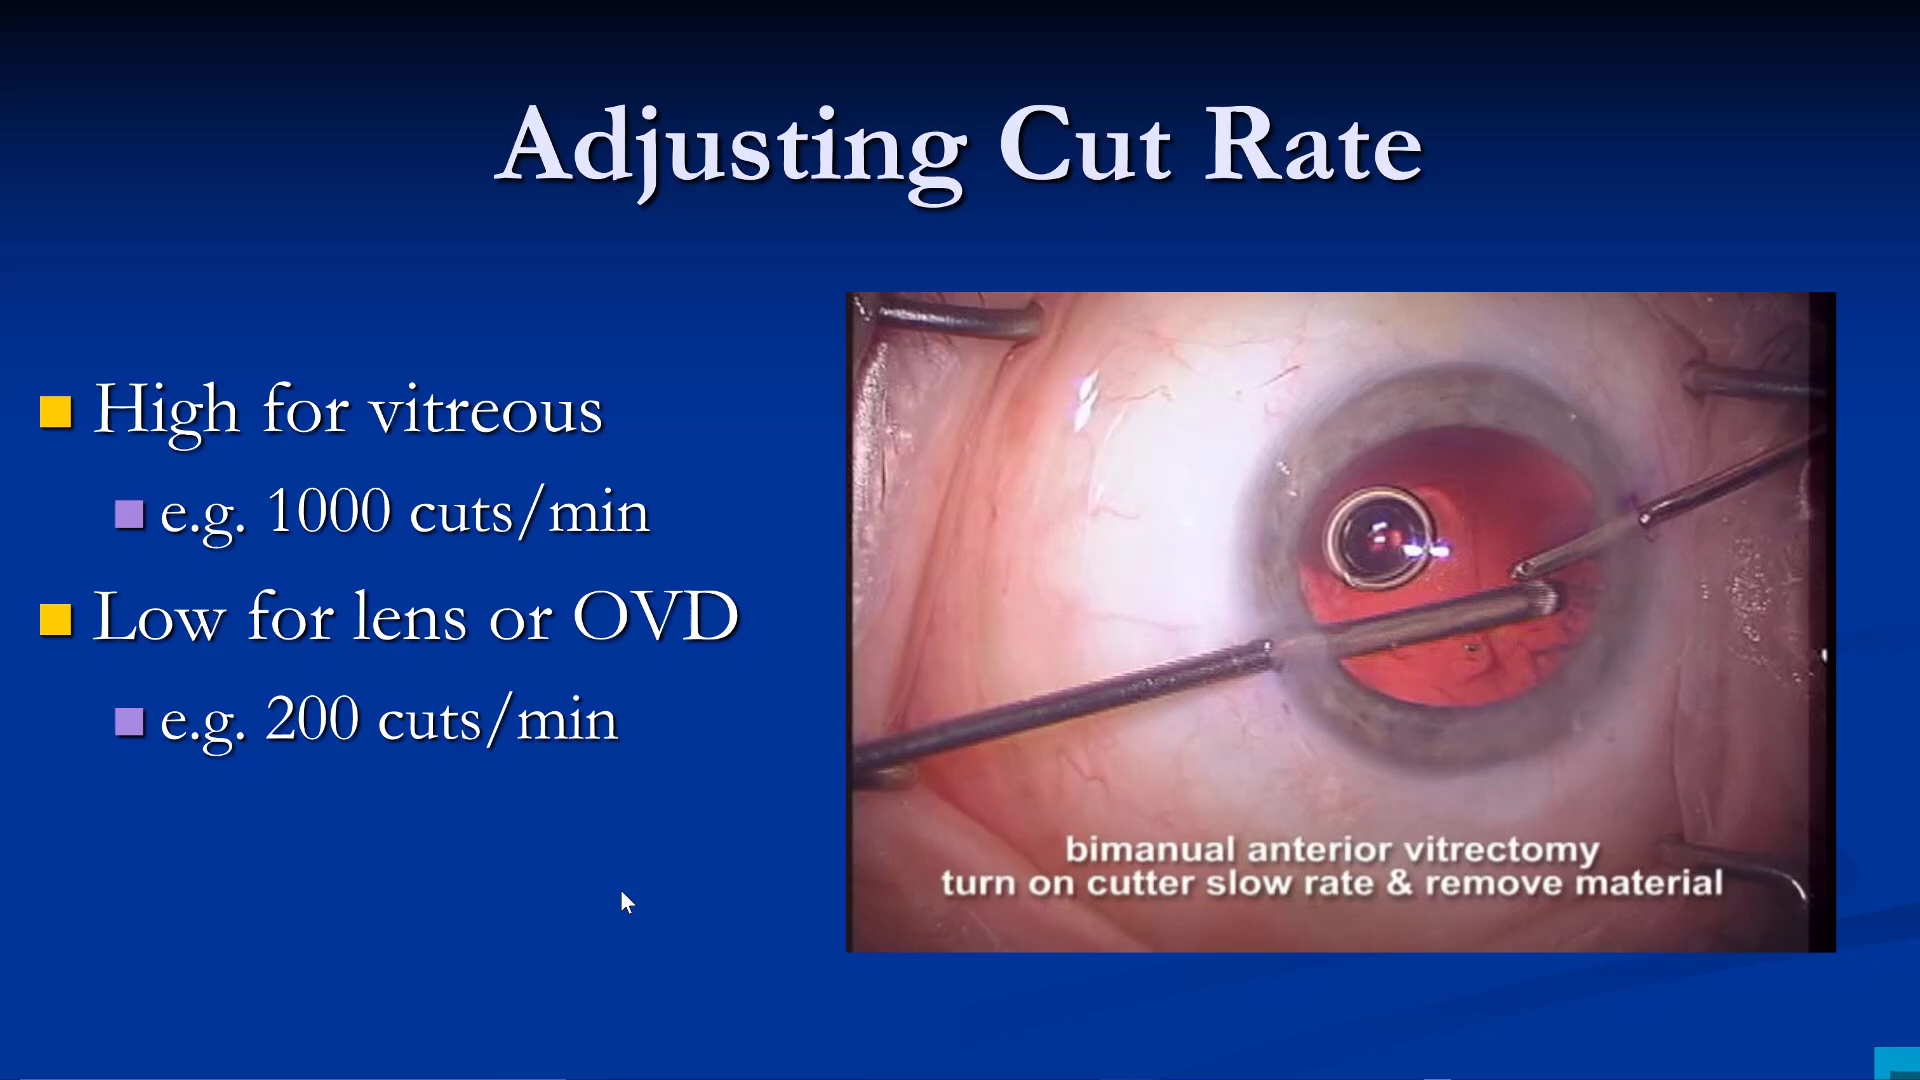 Adjusting Cut Rate
High for vitreous
e.g. 1000 cuts/min
Low for lens or OVD
e.g. 200 cuts/min
bimanual anterior vitrectomy
turn on cutter slow rate & remove material